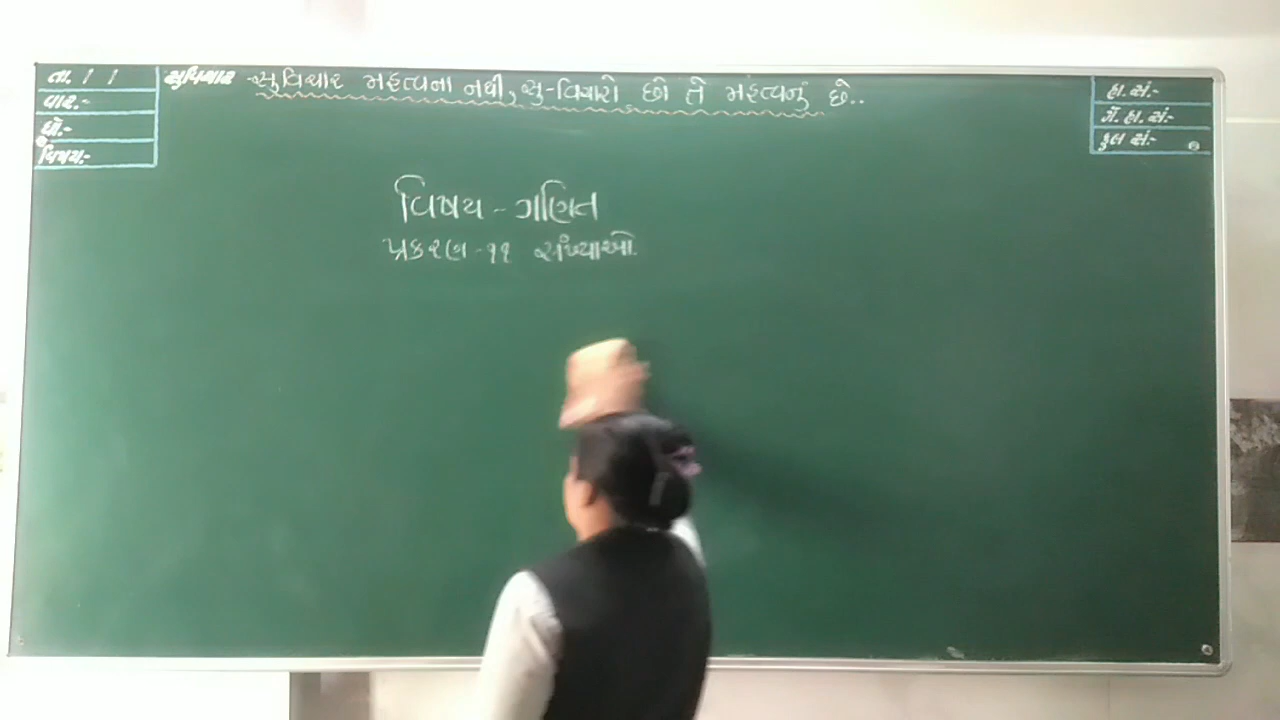 તા. / /
વાર.-
ધો.-
વિષય.-
સુવિચાર -સુવિચાર મહત્વના નથી, સુ-વિચારો છો તે મહત્વનું છે..
હા. સં.-
ગે. હા. સં.-
કુલ સં.-
વિષય - ગણિત
પ્રકરણ -૧૧ સંખ્યાઓ.